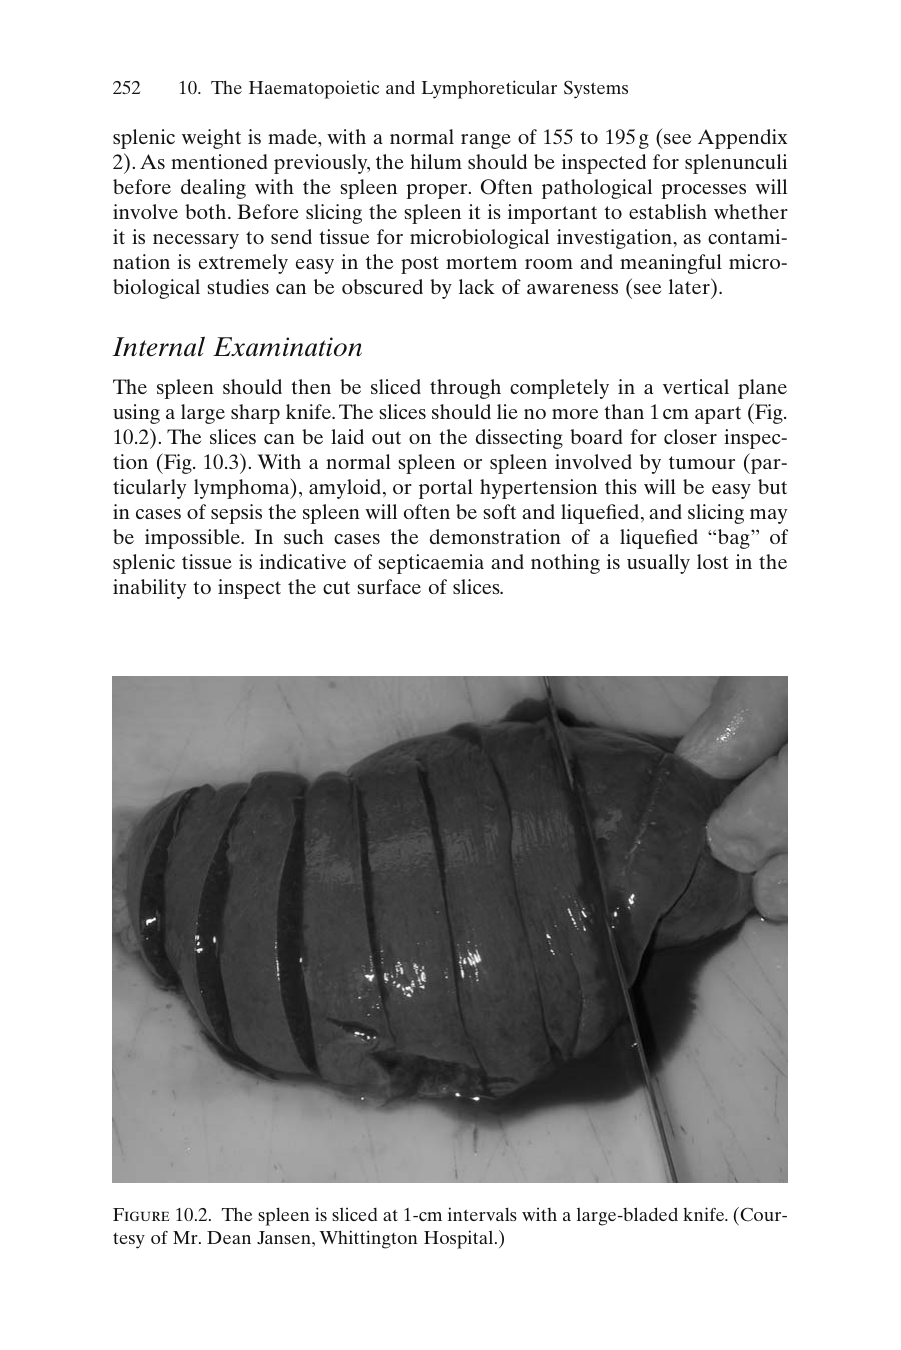 252 10. The Haematopoietic and Lymphoreticular Systems
splenic weight is made, with a normal range of 155 to 195 g (see Appendix
2). As mentioned previously, the hilum should be inspected for splenunculi
before dealing with the spleen proper. Often pathological processes will
involve both. Before slicing the spleen it is important to establish whether
it is necessary to send tissue for microbiological investigation, as contami-
nation is extremely easy in the post mortem room and meaningful micro-
biological studies can be obscured by lack of awareness (see later).
Internal Examination
The spleen should then be sliced through completely in a vertical plane
using a large sharp knife. The slices should lie no more than 1 cm apart (Fig.
10.2). The slices can be laid out on the dissecting board for closer inspec-
tion (Fig. 10.3). With a normal spleen or spleen involved by tumour (par-
ticularly lymphoma), amyloid, or portal hypertension this will be easy but
in cases of sepsis the spleen will often be soft and liquefied, and slicing may
be impossible. In such cases the demonstration of a liquefied “bag” of
splenic tissue is indicative of septicaemia and nothing is usually lost in the
inability to inspect the cut surface of slices.
FIGURE 10.2. The spleen is sliced at 1-cm intervals with a large-bladed knife. (Cour-
tesy of Mr. Dean Jansen, Whittington Hospital.)